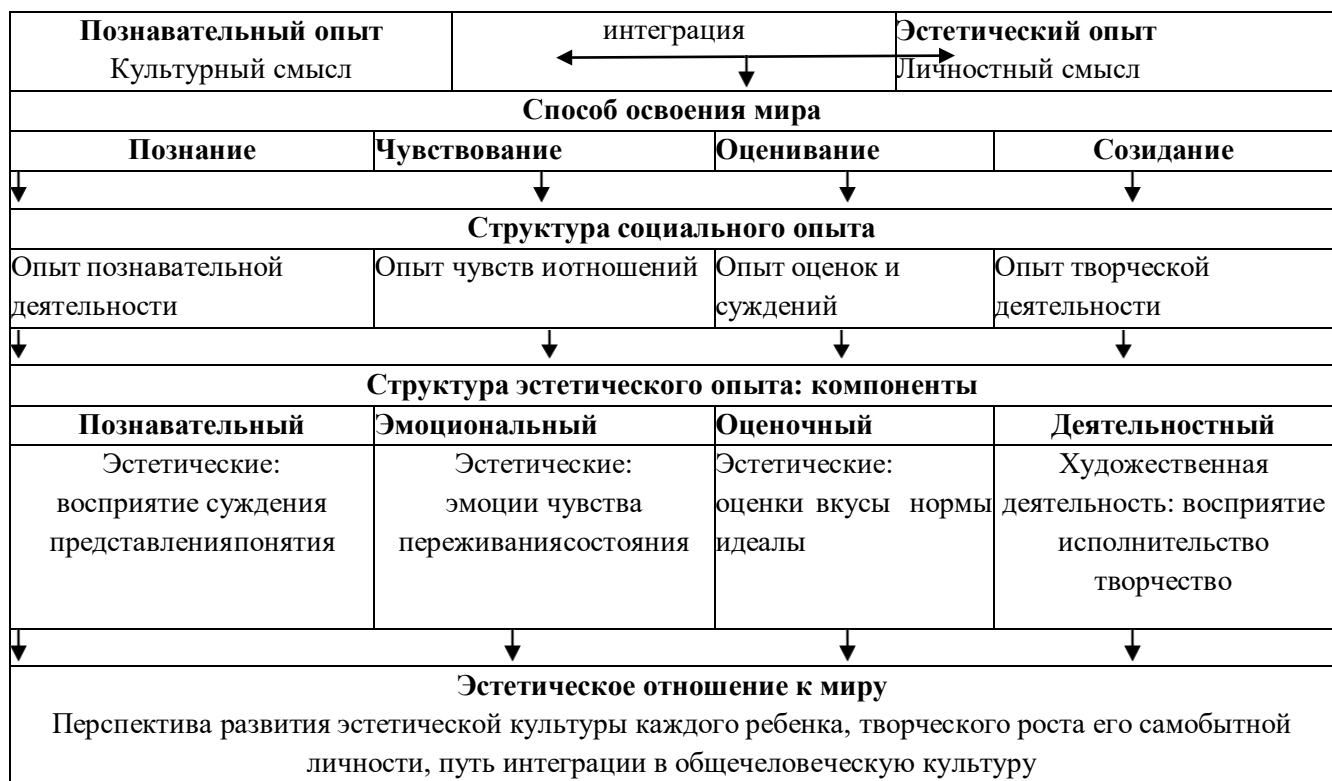 Познавательный опыт
Культурный смысл
интеграция
Эстетический опыт
Личностный смысл
Способ освоения мира
Познание
Чувствование
Оценивание
Созидание
Структура социального опыта
Опыт познавательной
деятельности
Опыт чувств иотношений
Опыт оценок и
суждений
Опыт творческой
деятельности
Структура эстетического опыта: компоненты
Познавательный
Эмоциональный
Оценочный
Деятельностный
Эстетические:
восприятие суждения
представленияпонятия
Эстетические:
эмоции чувства
переживаниясостояния
Эстетические:
оценки вкусы нормы
идеалы
Художественная
деятельность: восприятие
исполнительство
творчество
Эстетическое отношение к миру
Перспектива развития эстетической культуры каждого ребенка, творческого роста его самобытной
личности, путь интеграции в общечеловеческую культуру